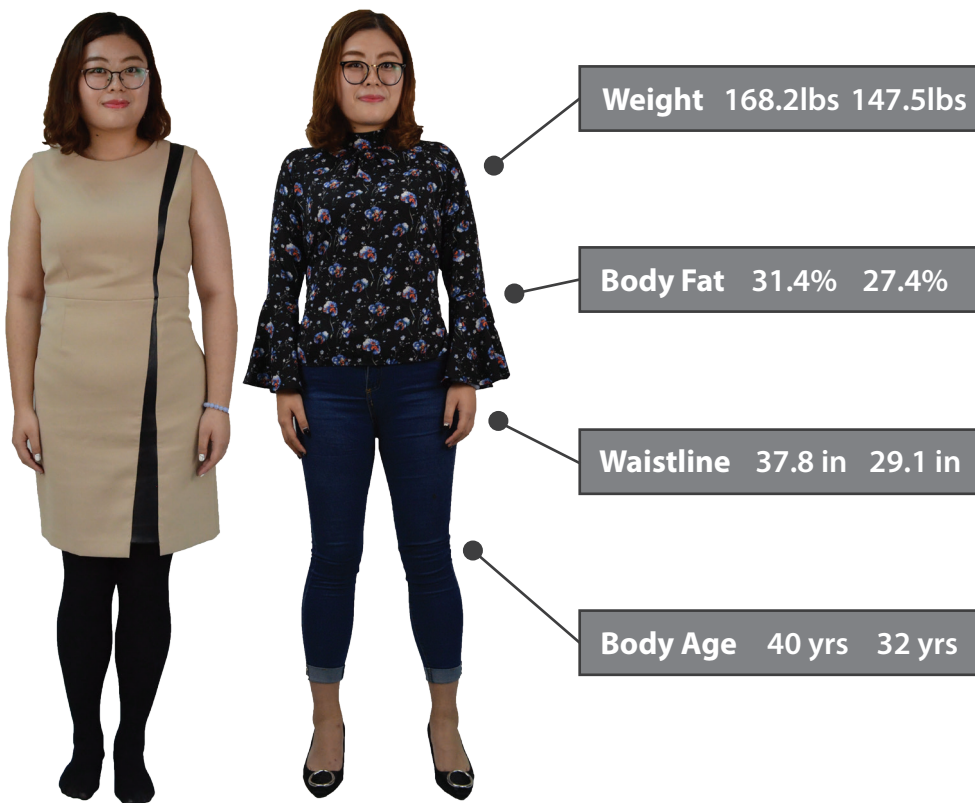 Weight 168.2lbs 147.5lbs
Body Fat 31.4% 27.4%
Waistline 37.8 in 29.1 in
Body Age 40 yrs 32 yrs